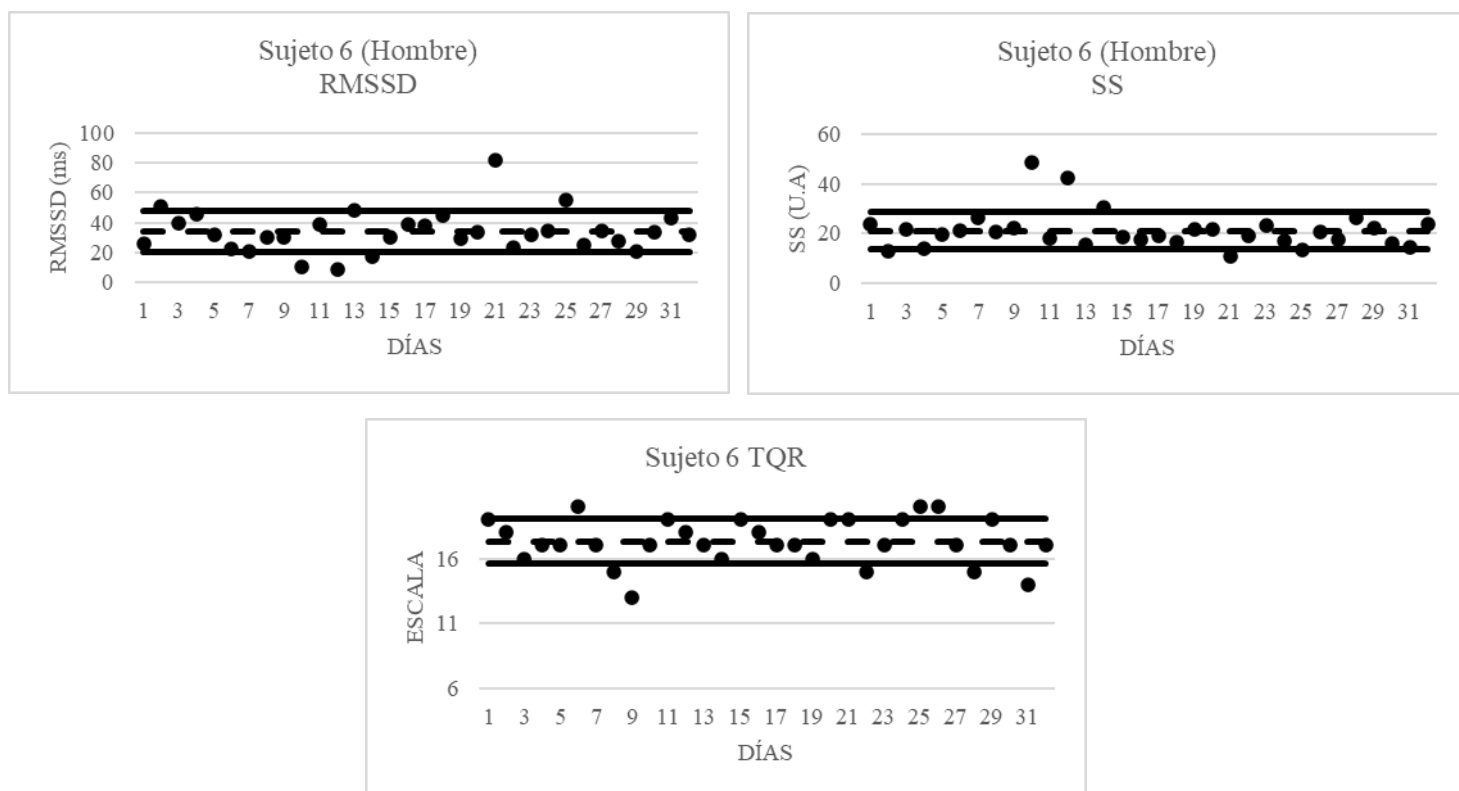 Sujeto 6 (Hombre)
RMSSD
RMSSD (ms)
100
80
60
40
20
0
1 3 5 7 9 11 13 15 17 19 21 23 25 27 29 31
DÍAS
Sujeto 6 (Hombre)
SS
SS (U.A)
60
40
20
0
1 3 5 7 9 11 13 15 17 19 21 23 25 27 29 31
DÍAS
Sujeto 6 TQR
ESCALA
16
11
6
1 3 5 7 9 11 13 15 17 19 21 23 25 27 29 31
DÍAS